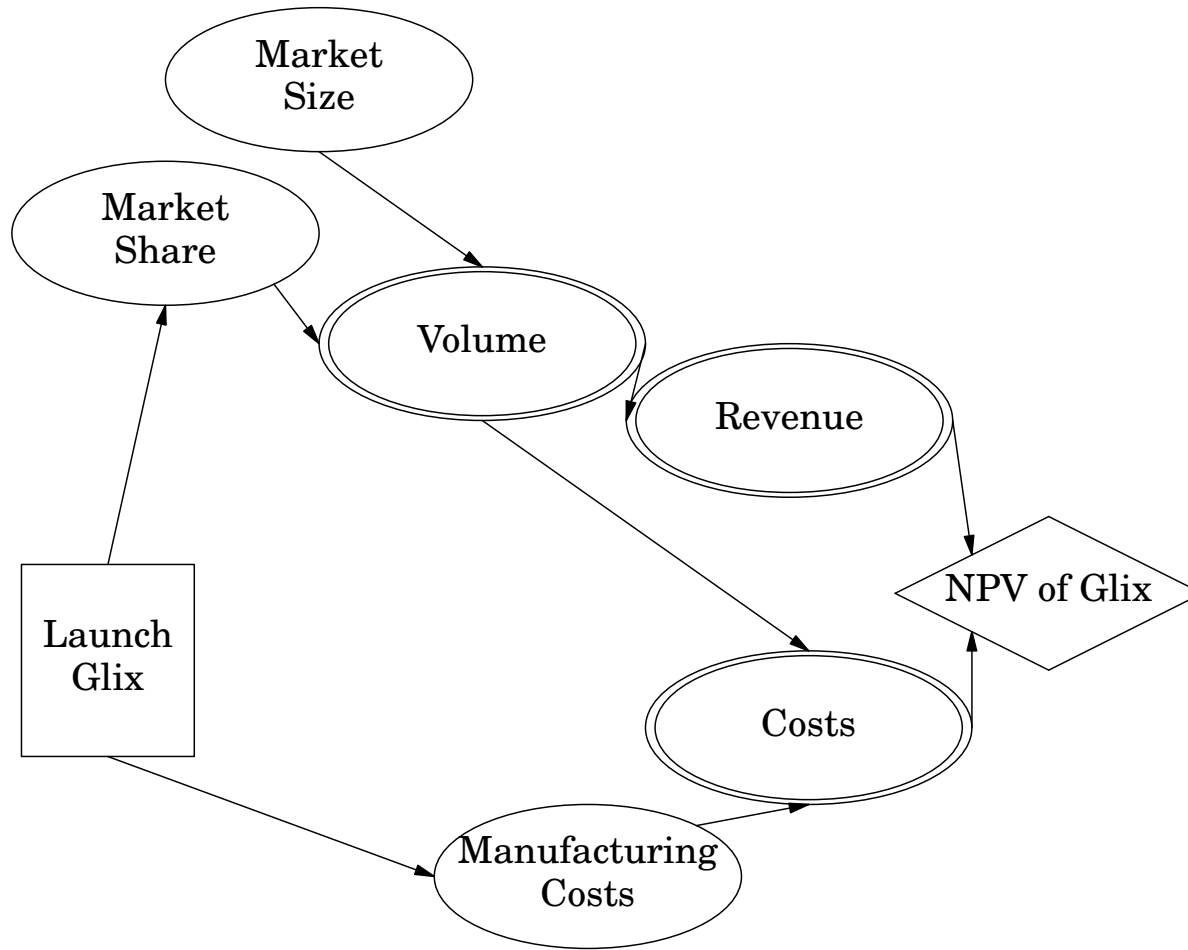 Market
Size
Market
Share
Volume
Revenue
NPV of Glix
Launch
Glix
Costs
Manufacturing
Costs